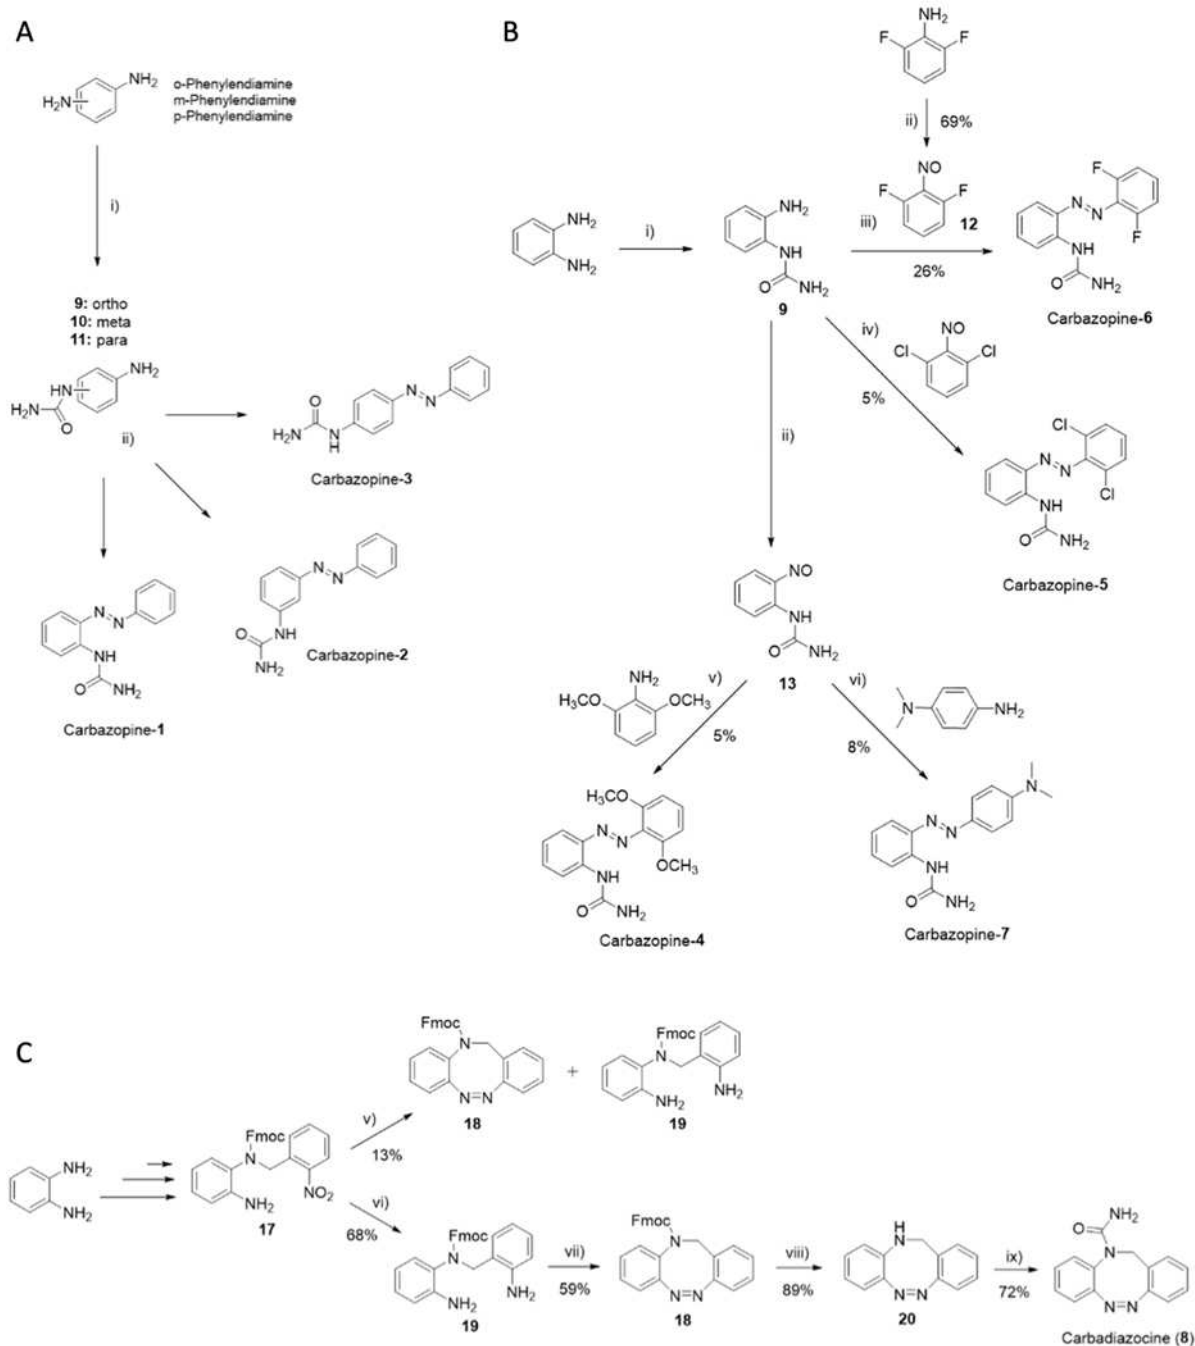 A
NH2
H2N
o-Phenylendiamine
m-Phenylendiamine
p-Phenylendiamine
i)
9: ortho
10: meta
11: para
NH2
HN
H2N
O
ii)
N
N
O
H2N
N
H
Carbazopine-3
N
N
NH
O
NH2
Carbazopine-1
N
N
O
NH
NH2
Carbazopine-2
B
NH2
F
F
ii)
69%
NO
F
F
12
NH2
NH2
i)
NH2
NH
O
NH2
9
iii)
26%
F
N
N
F
NH
O
NH2
Carbazopine-6
iv)
NO
Cl
Cl
5%
Cl
N
N
Cl
NH
O
NH2
Carbazopine-5
ii)
NO
NH
O
NH2
13
NH2
OCH3
OCH3
v)
5%
vi)
8%
N
NH2
H3CO
N
N
OCH3
NH
O
NH2
Carbazopine-4
N
N
N
NH
O
NH2
Carbazopine-7
C
NH2
NH2
Fmoc
N
NH2
NO2
17
v)
13%
Fmoc
N
N=N
18
+
Fmoc
N
NH2
NH2
19
vi)
68%
Fmoc
N
NH2
NH2
19
vii)
59%
Fmoc
N
N=N
18
viii)
89%
H
N
N=N
20
ix)
72%
NH2
O
N
N=N
Carbadiazocine (8)